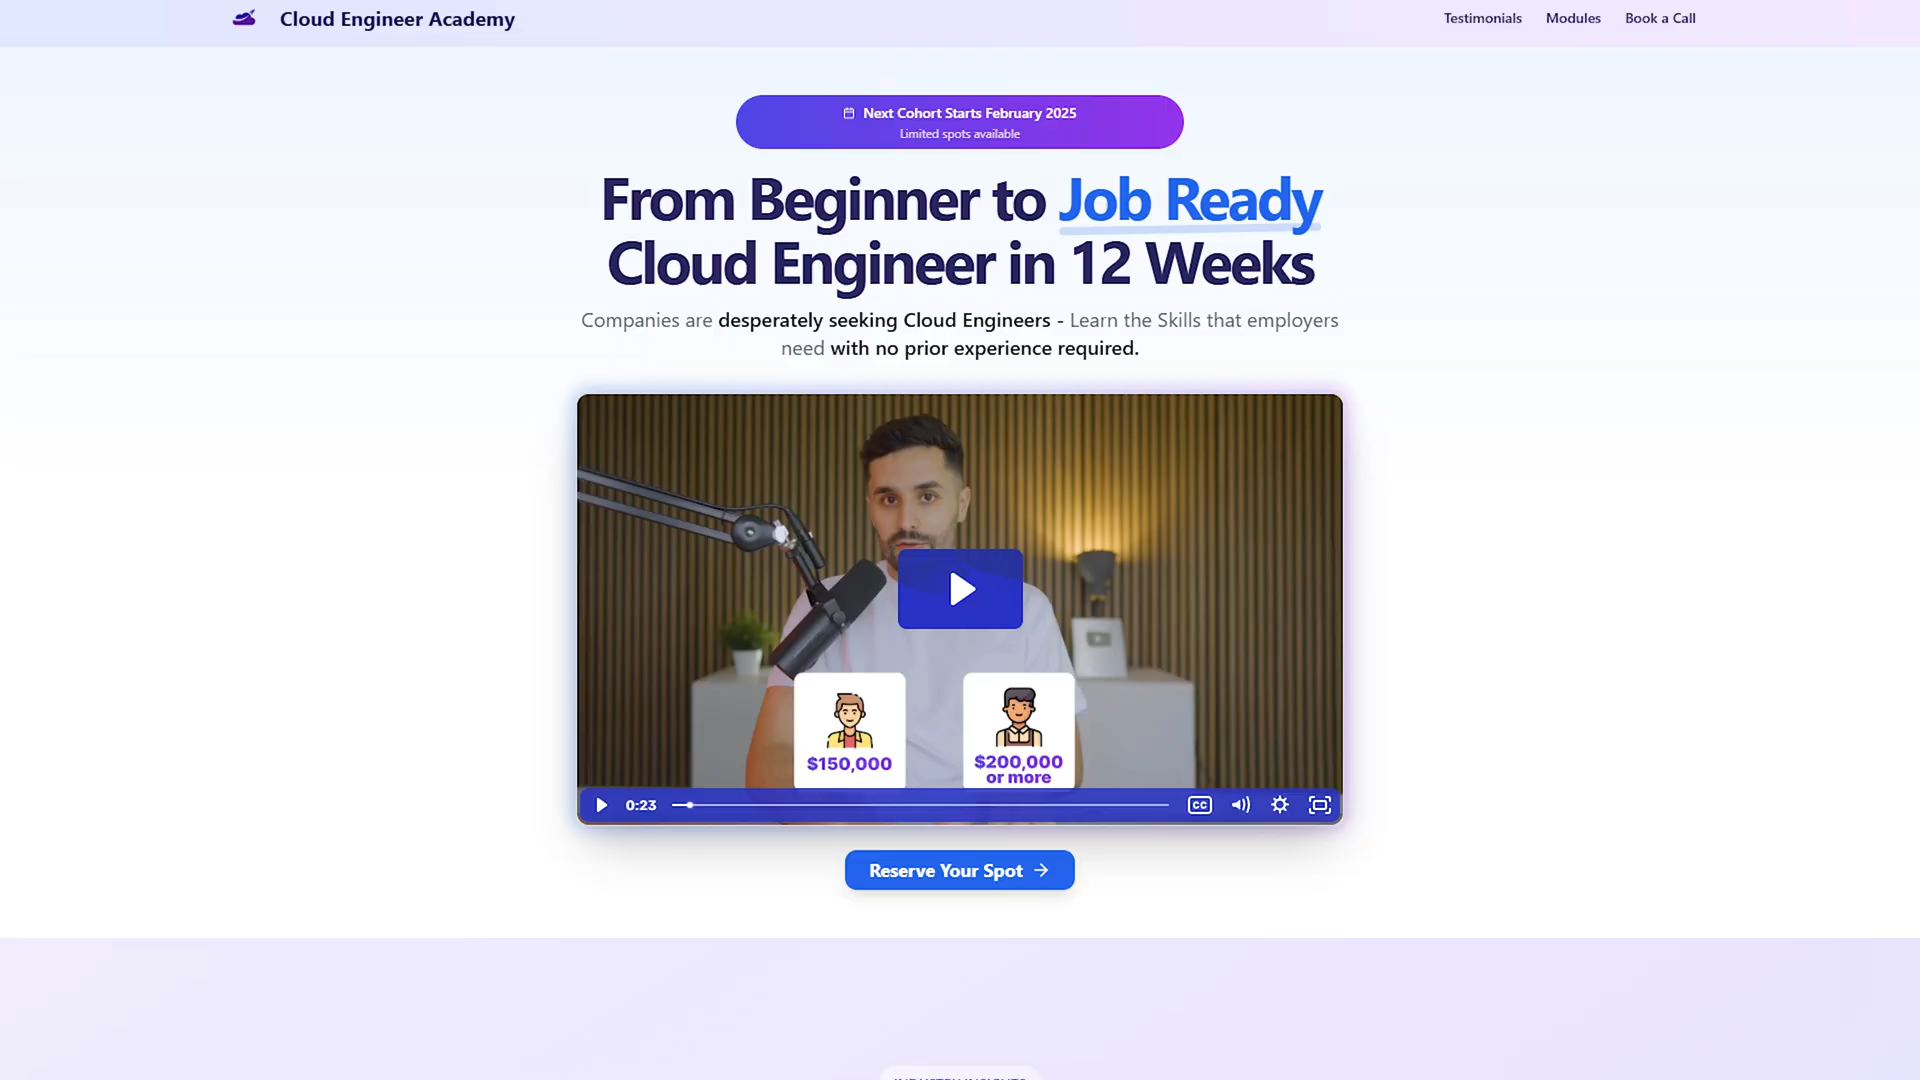 Cloud Engineer Academy
Testimonials
Modules
Book a Call
Next Cohort Starts February 2025
Limited spots available
From Beginner to Job Ready
Cloud Engineer in 12 Weeks
Companies are desperately seeking Cloud Engineers - Learn the Skills that employers
need with no prior experience required.
$150,000
$200,000
or more
0:23
CC
Reserve Your Spot